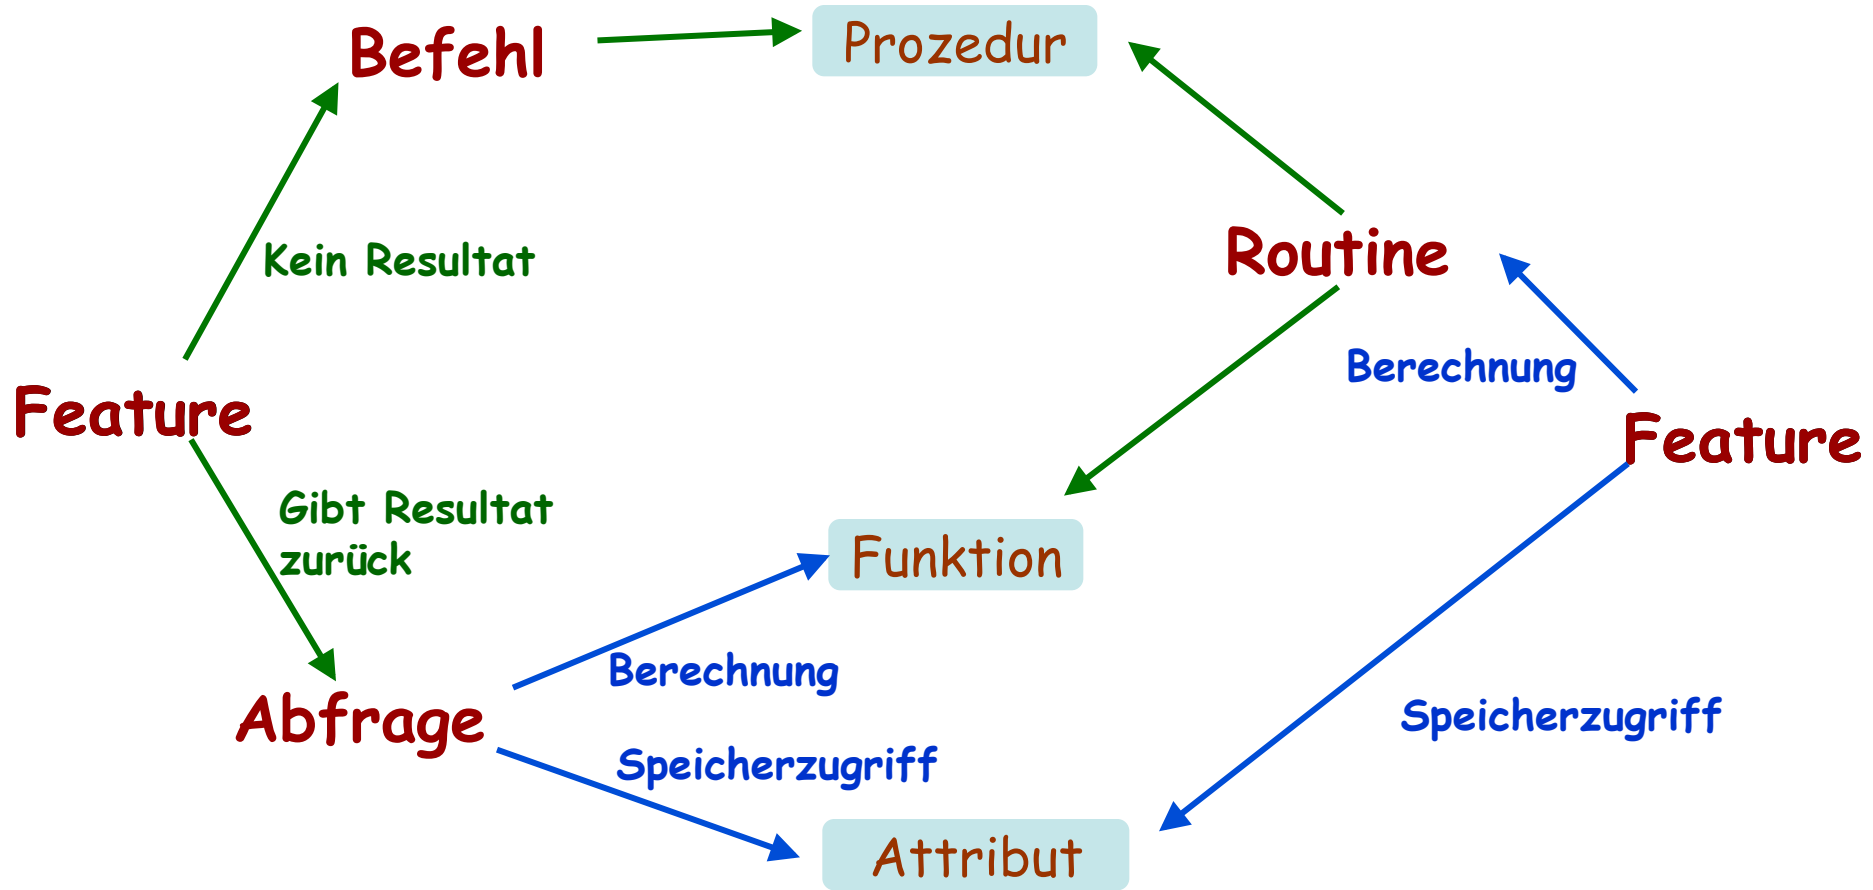 Befehl
Prozedur
Kein Resultat
Routine
Berechnung
Feature
Feature
Gibt Resultat
zurück
Funktion
Berechnung
Abfrage
Speicherzugriff
Speicherzugriff
Attribut